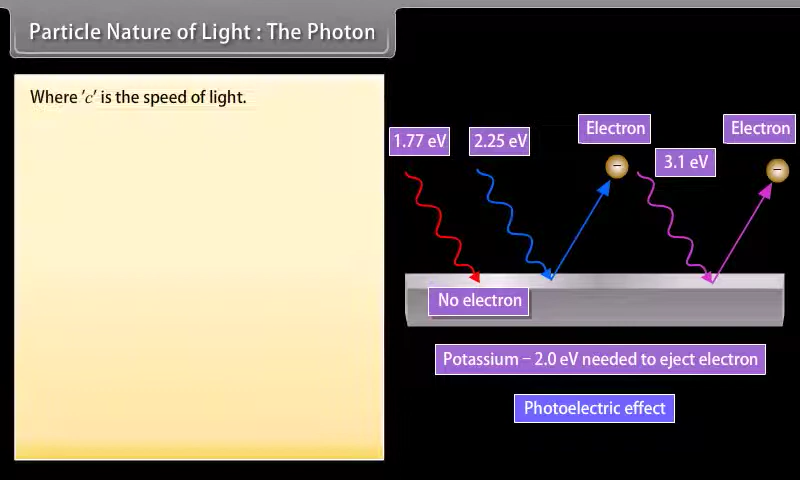 Particle Nature of Light : The Photon
Where 'c' is the speed of light.
1.77 eV
2.25 eV
Electron
3.1 eV
Electron
No electron
Potassium – 2.0 eV needed to eject electron
Photoelectric effect